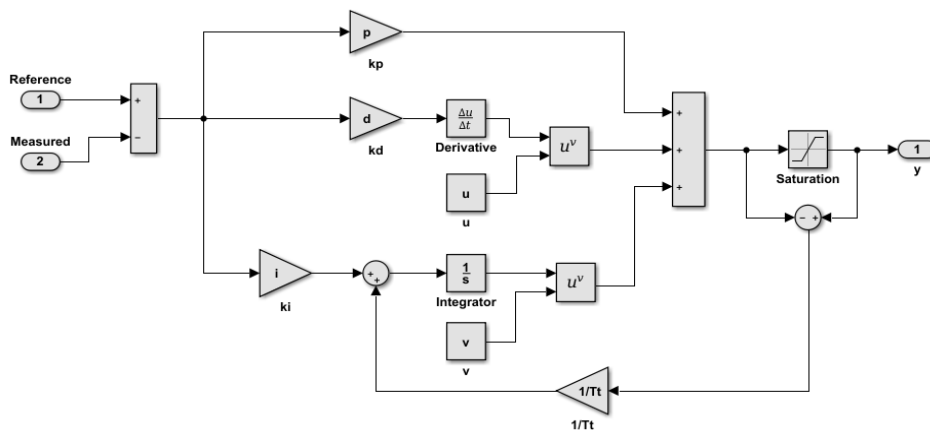 p
kp
Reference
1
+
−
Measured
2
d
kd
Δu
Δt
Derivative
u^v
u
u
+
+
+
Saturation
1
y
−+
i
ki
+
+
1
s
Integrator
u^v
v
v
1/Tt
1/Tt